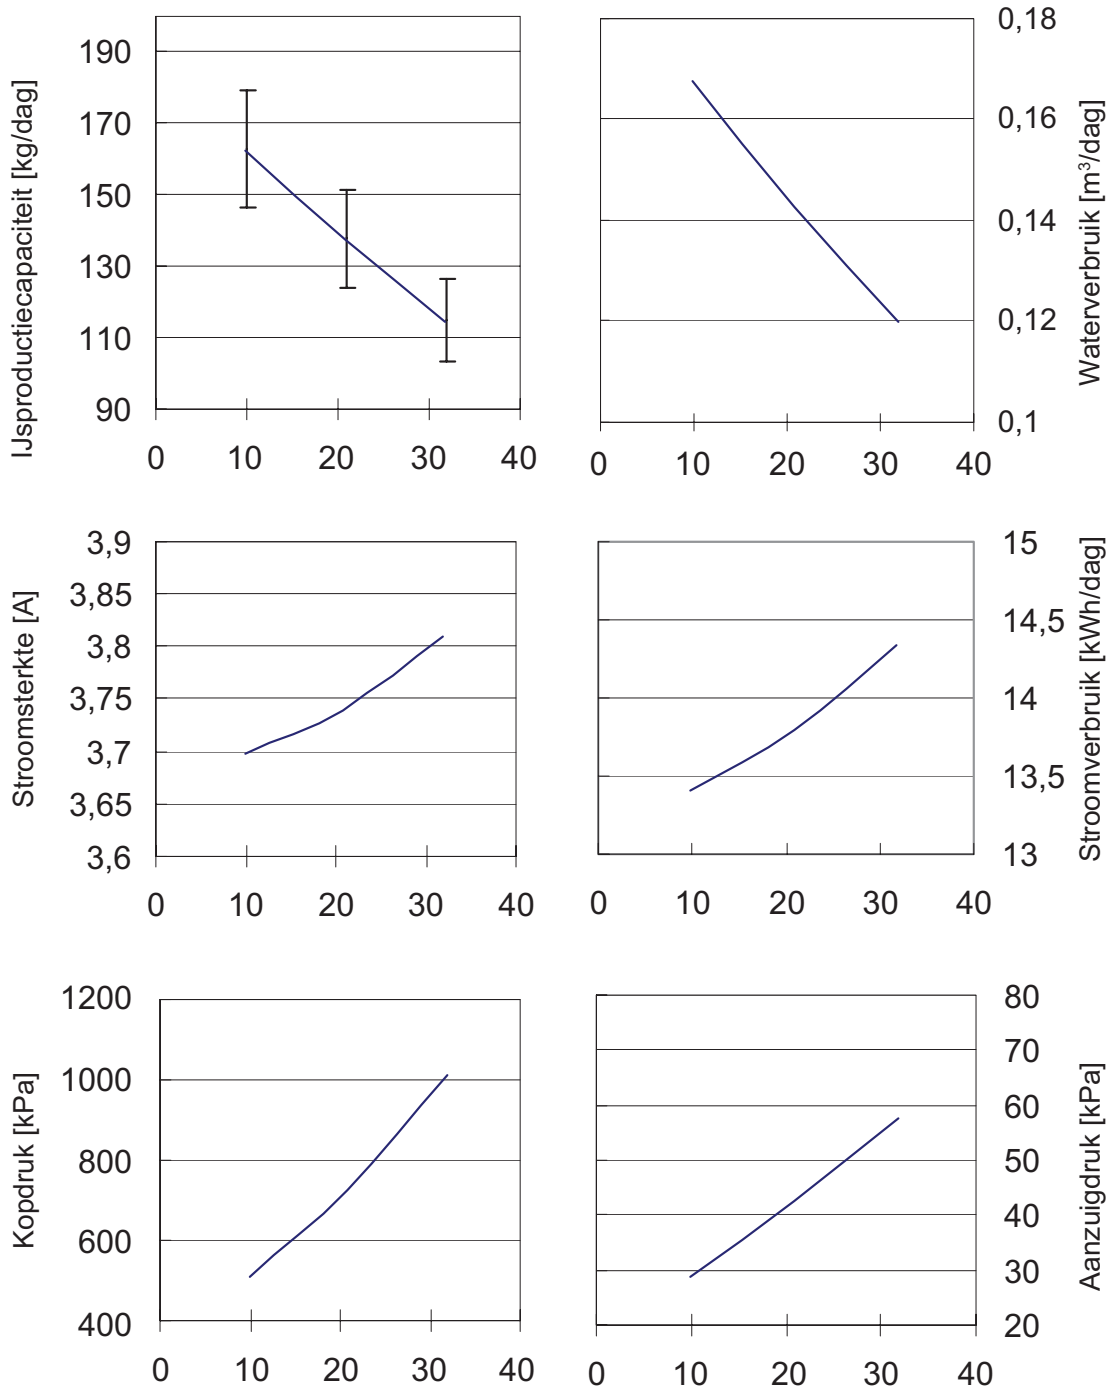 IJsproductiecapaciteit [kg/dag]
190
170
150
130
110
90
0 10 20 30 40
Waterverbruik [m³/dag]
0,18
0,16
0,14
0,12
0,1
0 10 20 30 40
Stroomsterkte [A]
3,9
3,85
3,8
3,75
3,7
3,65
3,6
0 10 20 30 40
Stroomverbruik [kWh/dag]
15
14,5
14
13,5
13
0 10 20 30 40
Kopdruk [kPa]
1200
1000
800
600
400
0 10 20 30 40
Aanzuigdruk [kPa]
80
70
60
50
40
30
20
0 10 20 30 40